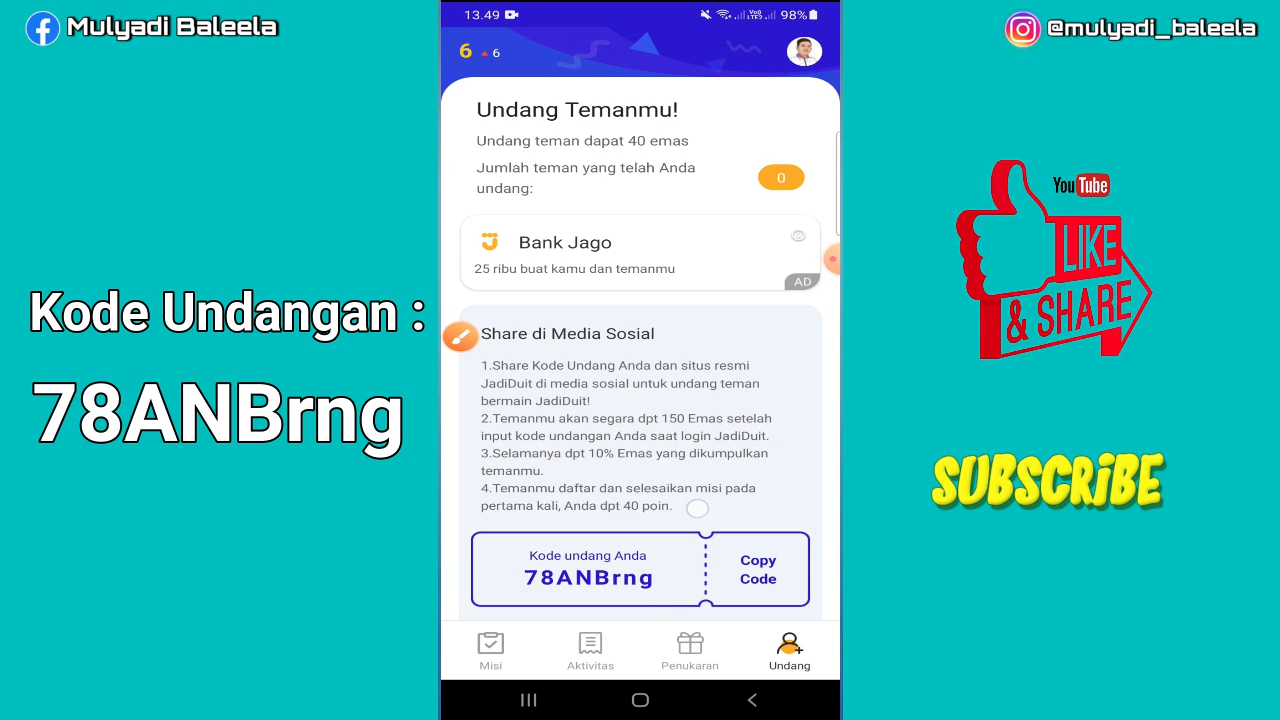 Mulyadi Baleela
@mulyadi_baleela
13.49
98%
6 6
Undang Temanmu!
Undang teman dapat 40 emas
Jumlah teman yang telah Anda
undang:
0
Bank Jago
25 ribu buat kamu dan temanmu
AD
Share di Media Sosial
1.Share Kode Undang Anda dan situs resmi
JadiDuit di media sosial untuk undang teman
bermain JadiDuit!
2.Temanmu akan segara dpt 150 Emas setelah
input kode undangan Anda saat login JadiDuit.
3.Selamanya dpt 10% Emas yang dikumpulkan
temanmu.
4.Temanmu daftar dan selesaikan misi pada
pertama kali, Anda dpt 40 poin.
Kode undang Anda
78ANBrng
Copy
Code
Misi
Aktivitas
Penukaran
Undang
Kode Undangan :
78ANBrng
YouTube
LIKE
& SHARE
SUBSCRIBE